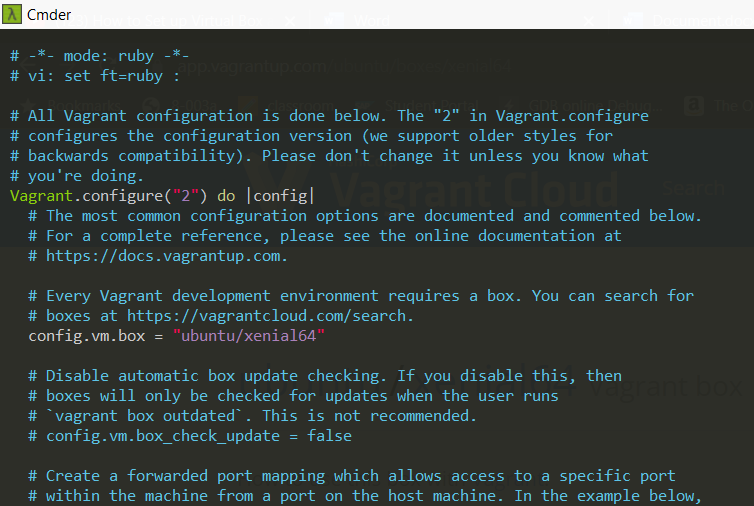 Cmder
# -*- mode: ruby -*-
# vi: set ft=ruby :
# All Vagrant configuration is done below. The "2" in Vagrant.configure
# configures the configuration version (we support older styles for
# backwards compatibility). Please don't change it unless you know what
# you're doing.
Vagrant.configure("2") do |config|
# The most common configuration options are documented and commented below.
# For a complete reference, please see the online documentation at
# https://docs.vagrantup.com.
# Every Vagrant development environment requires a box. You can search for
# boxes at https://vagrantcloud.com/search.
config.vm.box = "ubuntu/xenial64"
# Disable automatic box update checking. If you disable this, then
# boxes will only be checked for updates when the user runs
# `vagrant box outdated`. This is not recommended.
# config.vm.box_check_update = false
# Create a forwarded port mapping which allows access to a specific port
# within the machine from a port on the host machine. In the example below,
Vagrant Cloud
Search
vagrant box